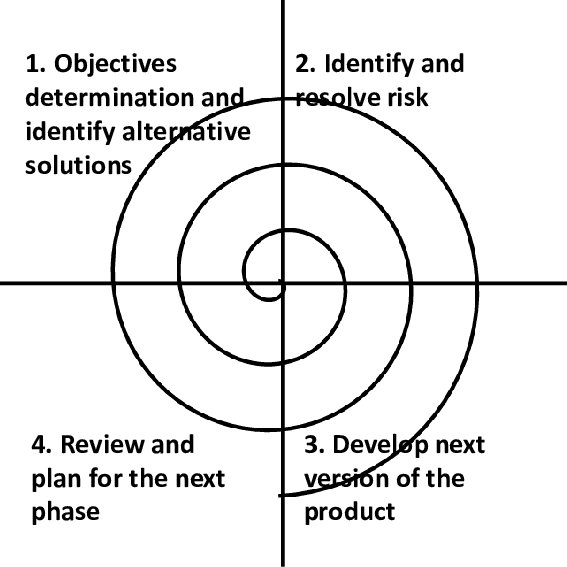 1. Objectives
determination and
identify alternative
solutions
2. Identify and
resolve risk
4. Review and
plan for the next
phase
3. Develop next
version of the
product